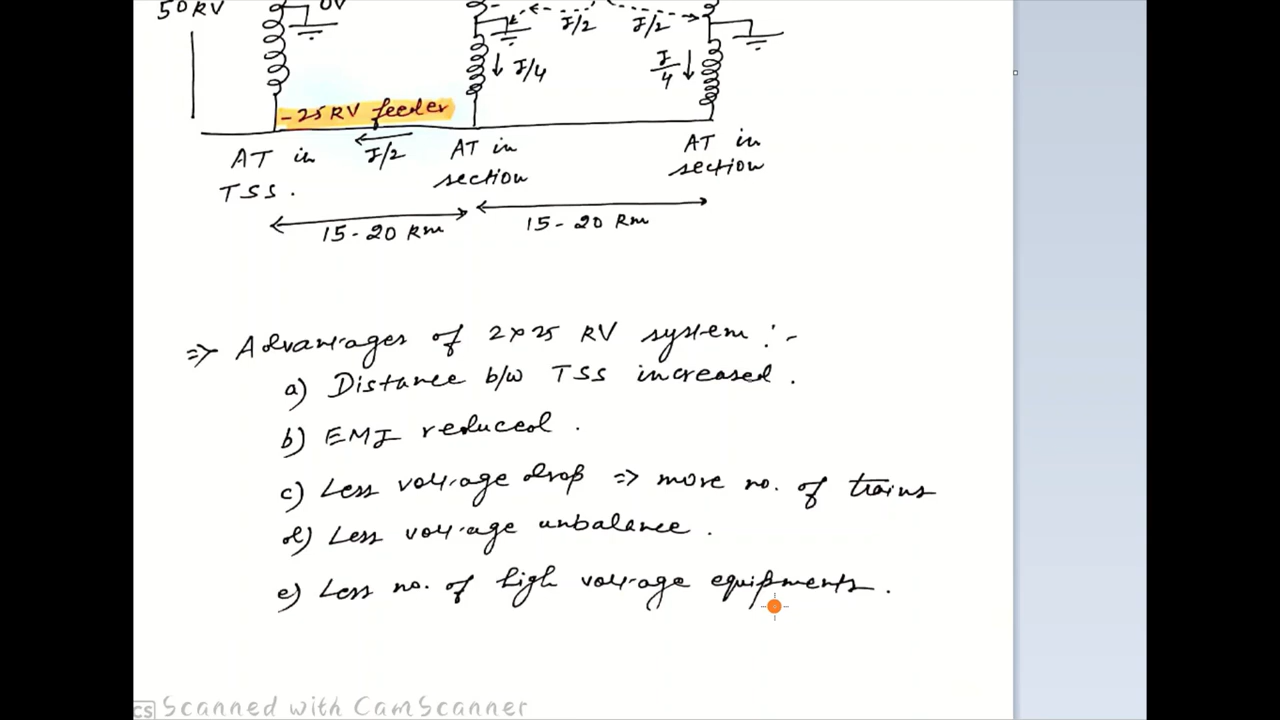 50 KV
0V
I/2
I/2
I/4
I/4
-25 KV feeder
I/2
AT in
TSS.
AT in
section
AT in
section
15-20 km
15-20 km
=> Advantages of 2x25 KV system :-
a) Distance b/w TSS increased.
b) EMI reduced.
c) Less voltage drop => more no. of trains
d) Less voltage unbalance.
e) Less no. of high voltage equipments.
CS Scanned with CamScanner